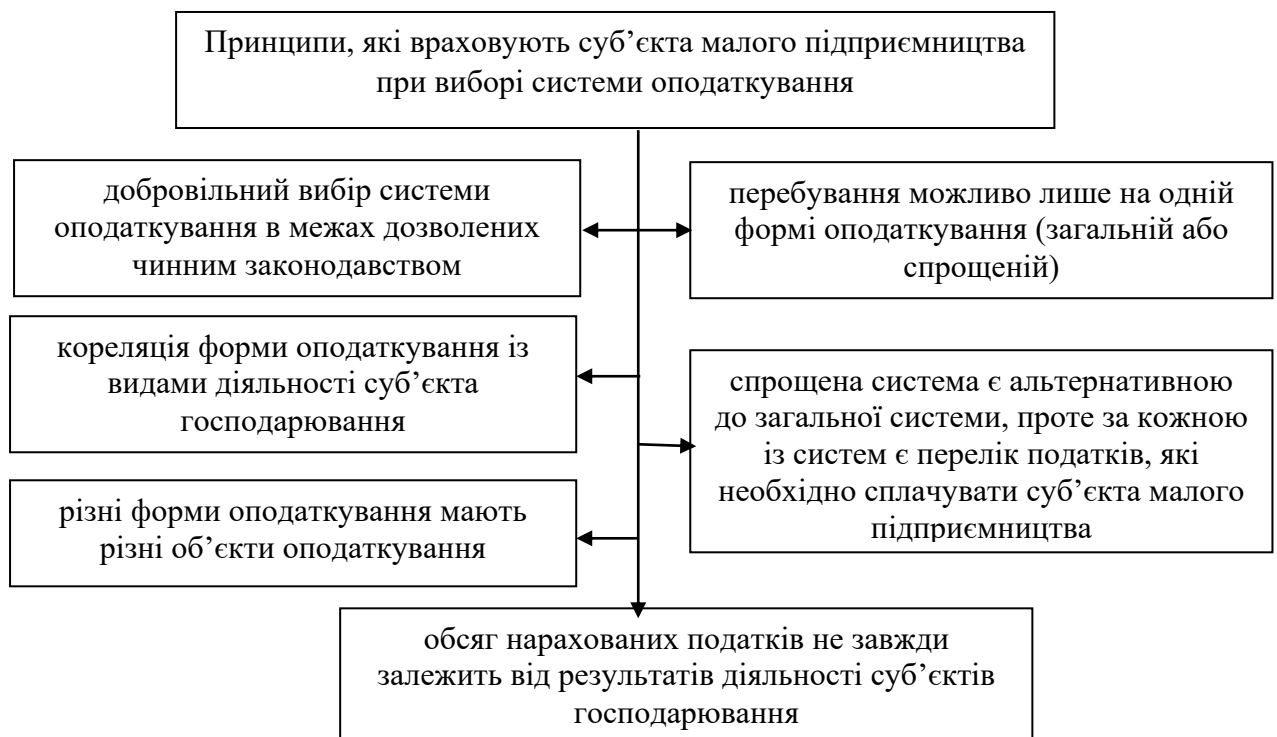 Принципи, які враховують суб’єкта малого підприємництва
при виборі системи оподаткування
добровільний вибір системи
оподаткування в межах дозволених
чинним законодавством
перебування можливо лише на одній
формі оподаткування (загальній або
спрощеній)
кореляція форми оподаткування із
видами діяльності суб’єкта
господарювання
спрощена система є альтернативною
до загальної системи, проте за кожною
із систем є перелік податків, які
необхідно сплачувати суб’єкта малого
підприємництва
різні форми оподаткування мають
різні об’єкти оподаткування
обсяг нарахованих податків не завжди
залежить від результатів діяльності суб’єктів
господарювання